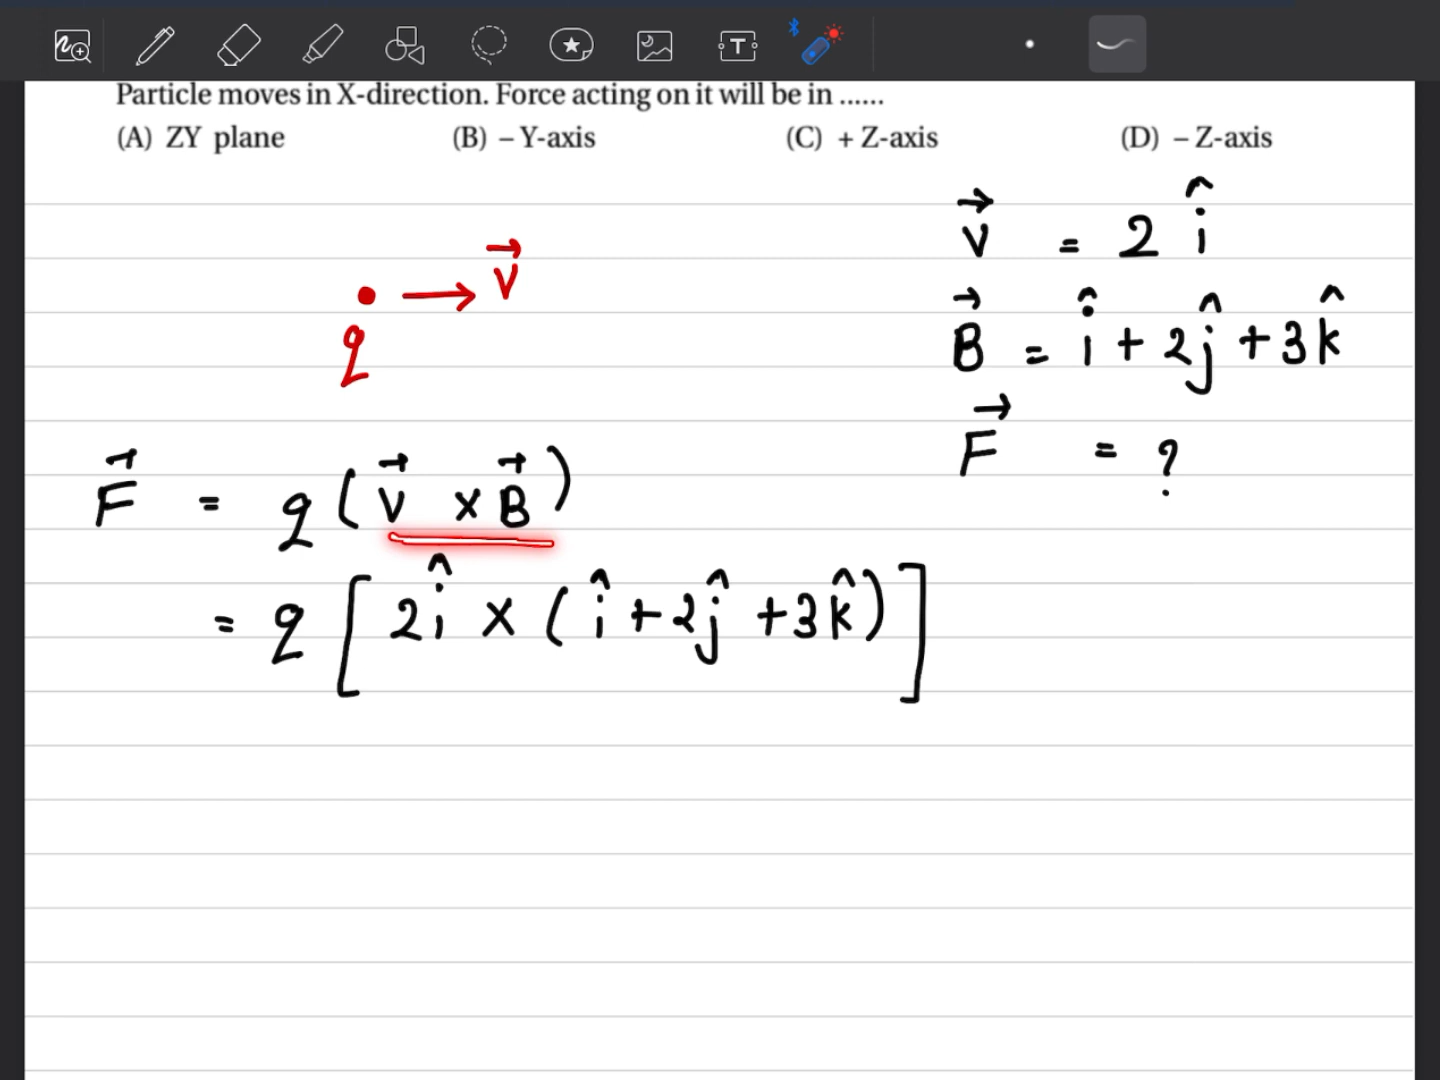 Particle moves in X-direction. Force acting on it will be in ......
(A) ZY plane (B) – Y-axis (C) + Z-axis (D) – Z-axis
v⃗ = 2 î
q → v⃗
B⃗ = î + 2ĵ + 3k̂
F⃗ = ?
F⃗ = q (v⃗ × B⃗)
= q [ 2î × (î + 2ĵ + 3k̂) ]